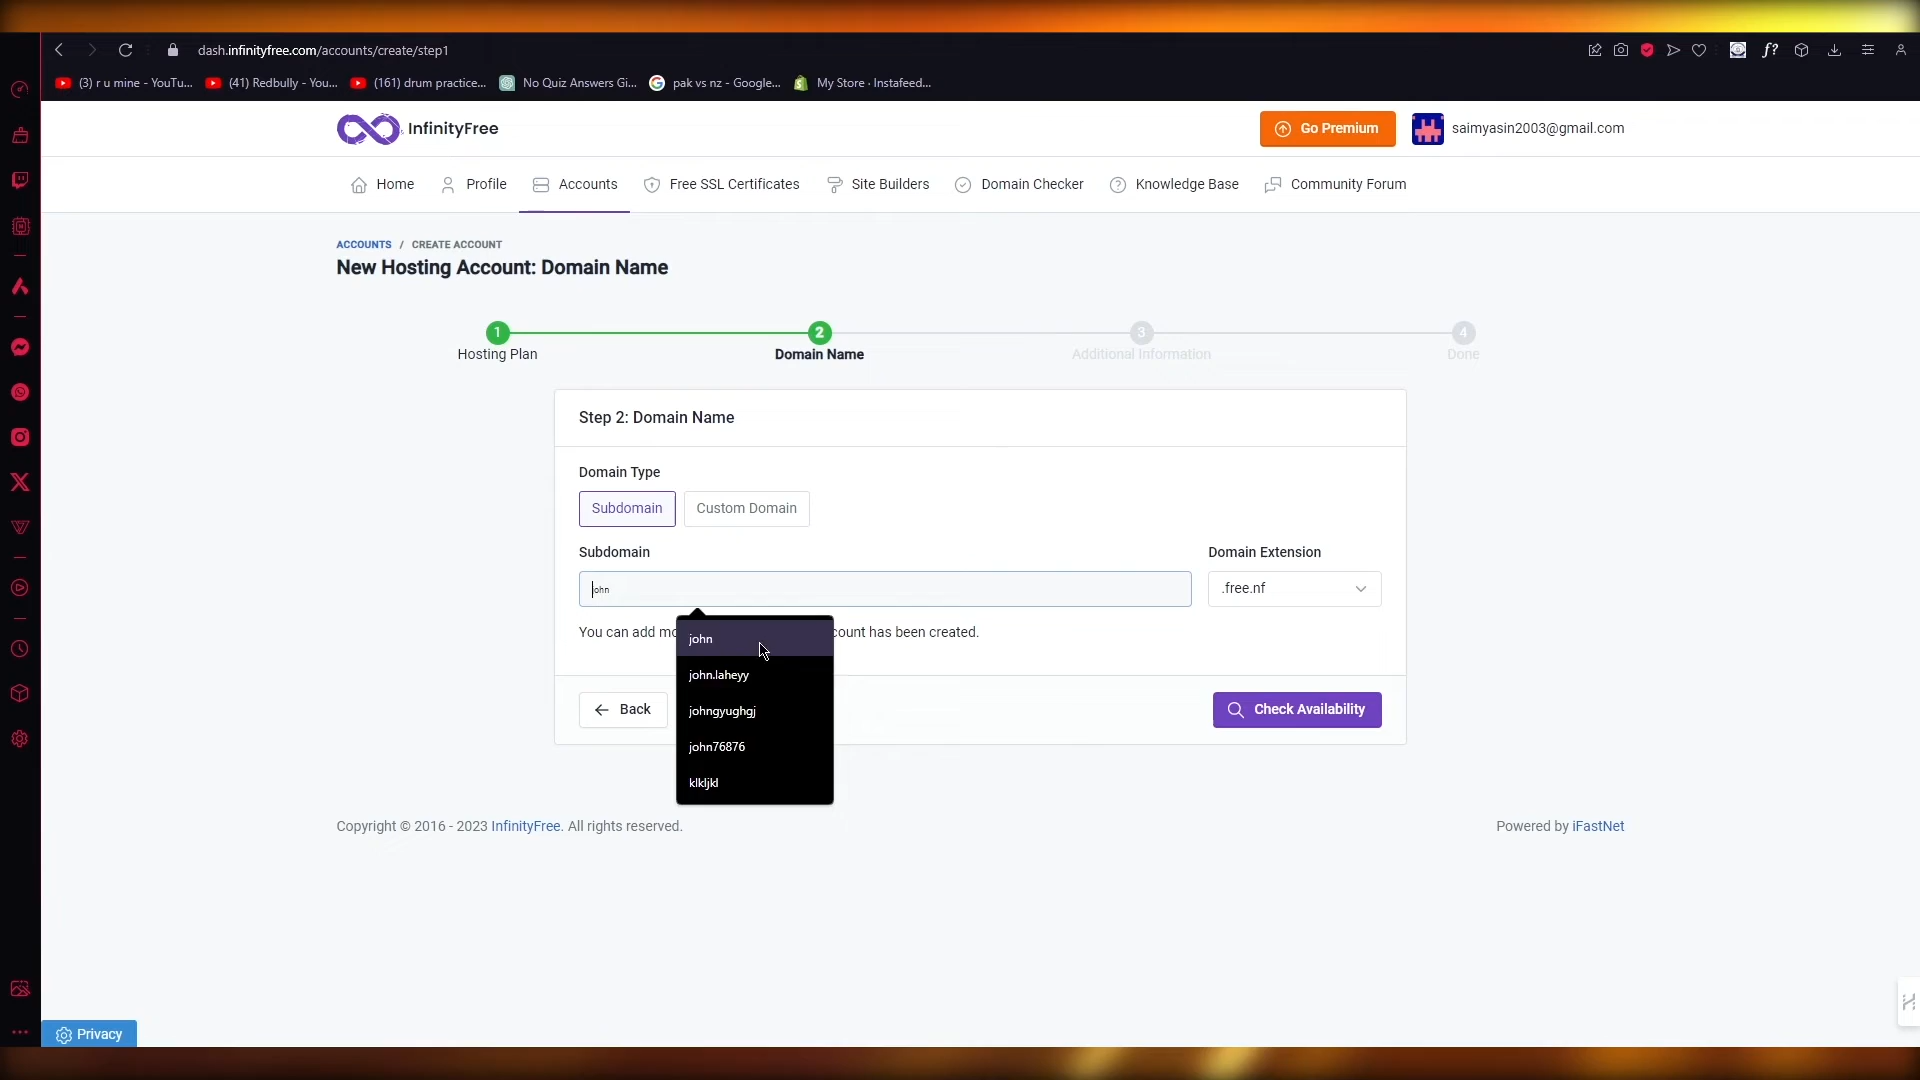 dash.infinityfree.com/accounts/create/step1
(3) r u mine - YouTu... (41) Redbully - You... (161) drum practice... No Quiz Answers Gi... pak vs nz - Google... My Store · Instafeed...
InfinityFree Go Premium saimyasin2003@gmail.com
Home Profile Accounts Free SSL Certificates Site Builders Domain Checker Knowledge Base Community Forum
ACCOUNTS / CREATE ACCOUNT
New Hosting Account: Domain Name
1 2 3 4
Hosting Plan Domain Name Additional Information Done
Step 2: Domain Name
Domain Type
Subdomain Custom Domain
Subdomain Domain Extension
john .free.nf
You can add mo count has been created.
john
john.laheyy
johngyughgj
john76876
klkljkl
Back Check Availability
Copyright © 2016 - 2023 InfinityFree. All rights reserved. Powered by iFastNet
Privacy